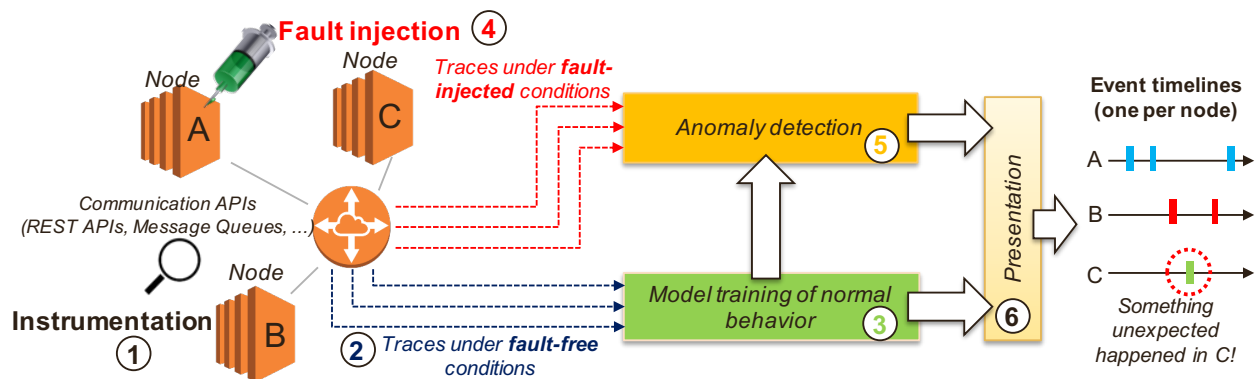 Fault injection 4
Node
A
Node
C
Traces under fault-
injected conditions
Communication APIs
(REST APIs, Message Queues, ...)
Node
B
Instrumentation
1
2 Traces under fault-free
conditions
Anomaly detection
5
Model training of normal
behavior 3
Presentation
6
Event timelines
(one per node)
A
B
C
Something
unexpected
happened in C!